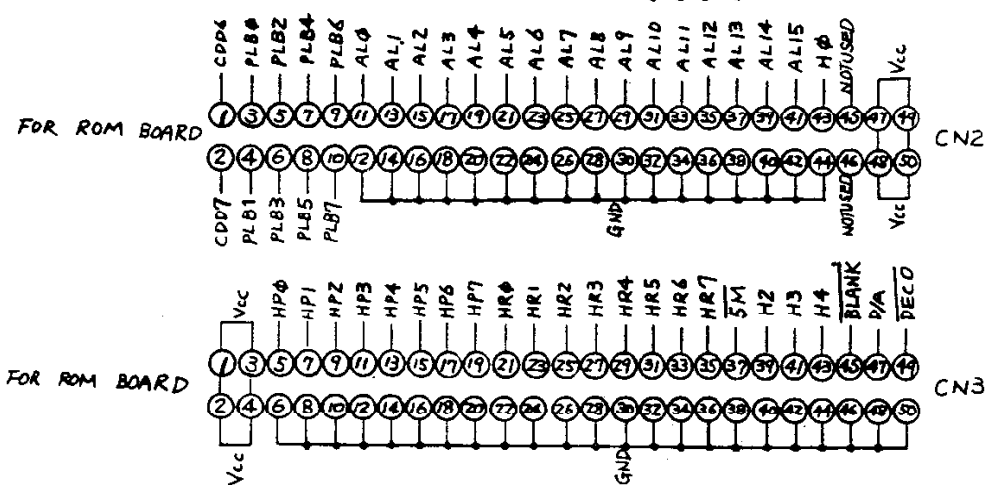 CDD6 PLBØ PLB2 PLB4 PLB6 ALØ AL1 AL2 AL3 AL4 AL5 AL6 AL7 AL8 AL9 AL10 AL11 AL12 AL13 AL14 AL15 HØ NOTUSED Vcc
1 3 5 7 9 11 13 15 17 19 21 23 25 27 29 31 33 35 37 39 41 43 45 47 49
FOR ROM BOARD
CN2
2 4 6 8 10 12 14 16 18 20 22 24 26 28 30 32 34 36 38 40 42 44 46 48 50
CDD7 PLB1 PLB3 PLB5 PLB7 GND NOTUSED Vcc
Vcc HPØ HP1 HP2 HP3 HP4 HP5 HP6 HP7 HRØ HR1 HR2 HR3 HR4 HR5 HR6 HR7 5M H2 H3 H4 BLANK D/A DECO
1 3 5 7 9 11 13 15 17 19 21 23 25 27 29 31 33 35 37 39 41 43 45 47 49
FOR ROM BOARD
CN3
2 4 6 8 10 12 14 16 18 20 22 24 26 28 30 32 34 36 38 40 42 44 46 48 50
Vcc GND